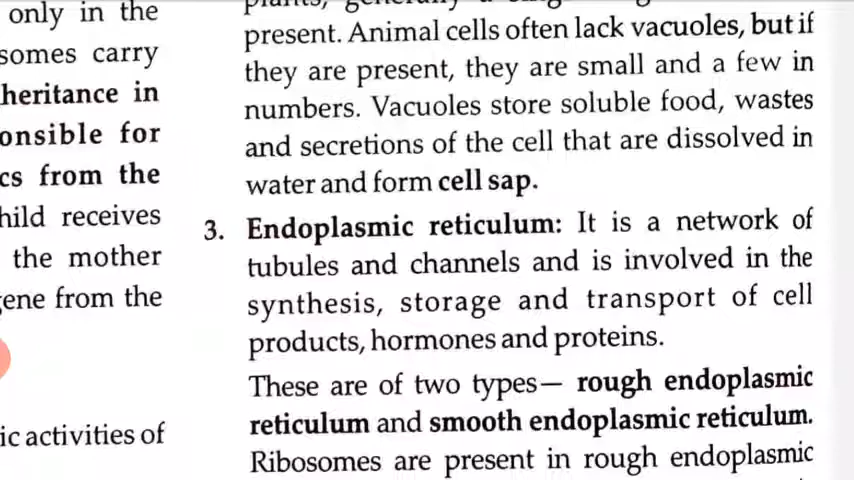 only in the
somes carry
heritance in
onsible for
cs from the
hild receives
the mother
ene from the
ic activities of
present. Animal cells often lack vacuoles, but if
they are present, they are small and a few in
numbers. Vacuoles store soluble food, wastes
and secretions of the cell that are dissolved in
water and form cell sap.
3. Endoplasmic reticulum: It is a network of
tubules and channels and is involved in the
synthesis, storage and transport of cell
products, hormones and proteins.
These are of two types— rough endoplasmic
reticulum and smooth endoplasmic reticulum.
Ribosomes are present in rough endoplasmic